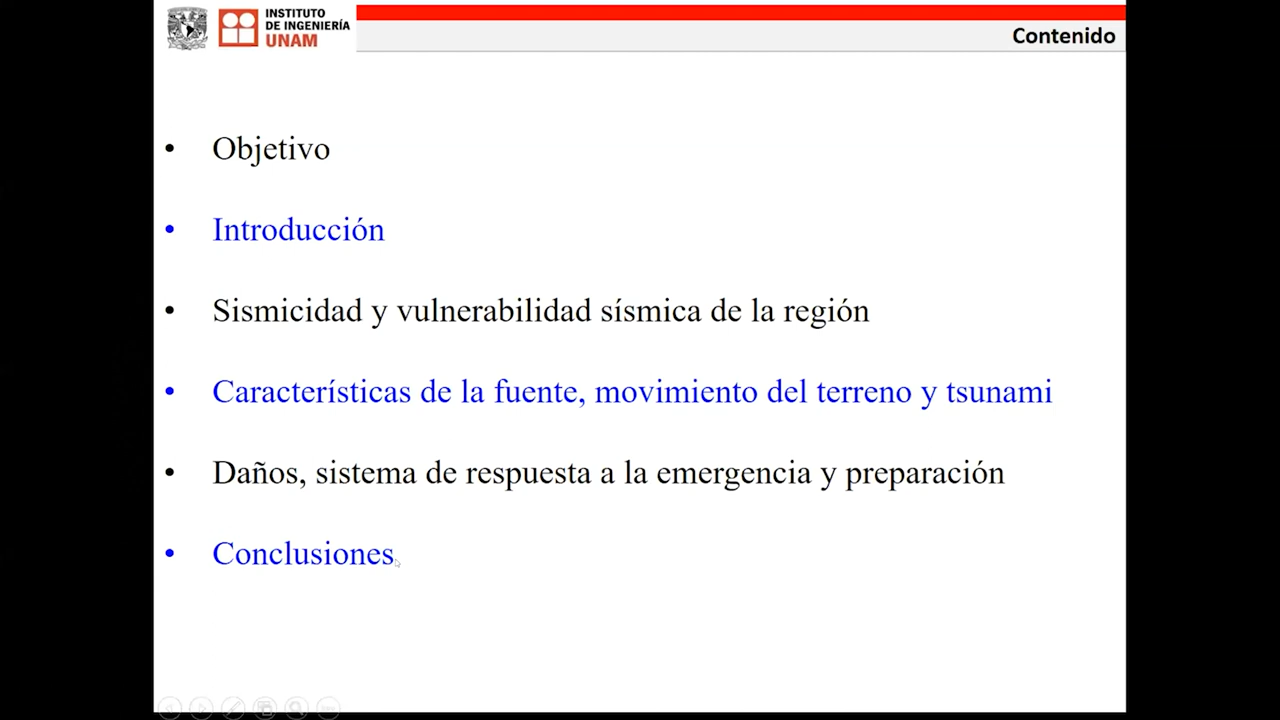 INSTITUTO
DE INGENIERÍA
UNAM
Contenido
• Objetivo
• Introducción
• Sismicidad y vulnerabilidad sísmica de la región
• Características de la fuente, movimiento del terreno y tsunami
• Daños, sistema de respuesta a la emergencia y preparación
• Conclusiones